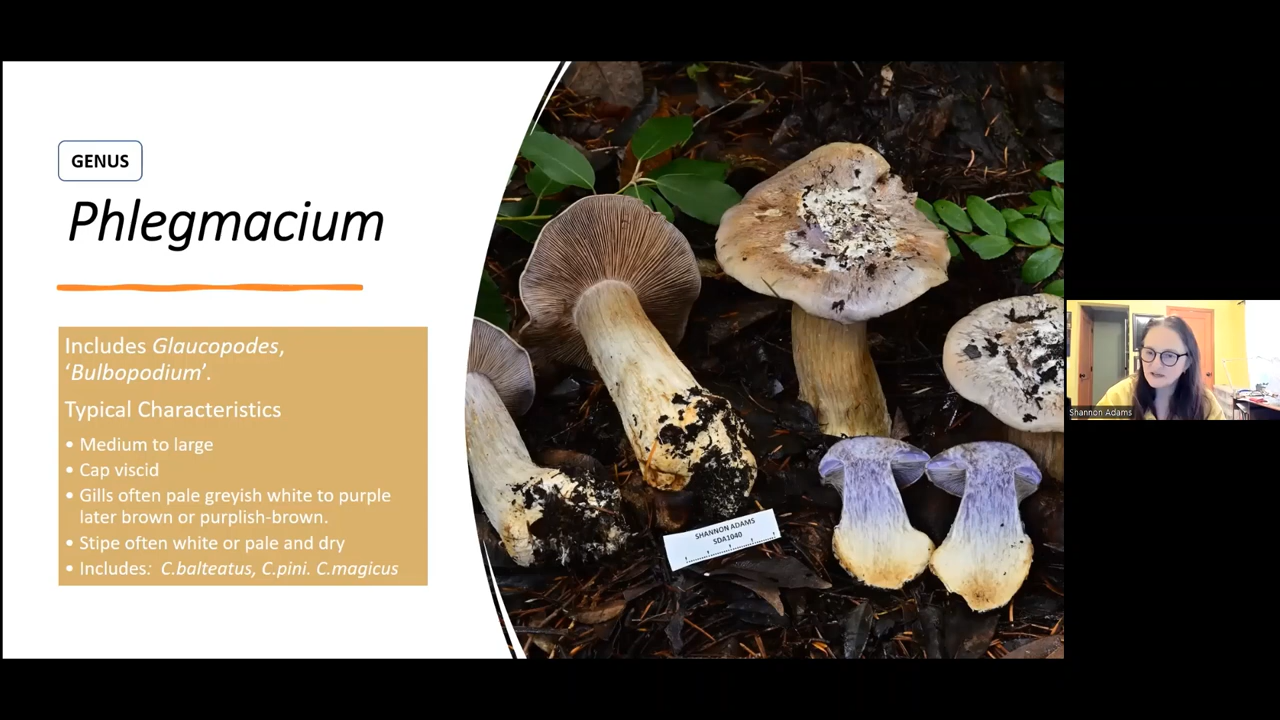 GENUS
Phlegmacium
Includes Glaucopodes,
‘Bulbopodium’.
Typical Characteristics
• Medium to large
• Cap viscid
• Gills often pale greyish white to purple
later brown or purplish-brown.
• Stipe often white or pale and dry
• Includes: C.balteatus, C.pini. C.magicus
SHANNON ADAMS
SDA1040
Shannon Adams